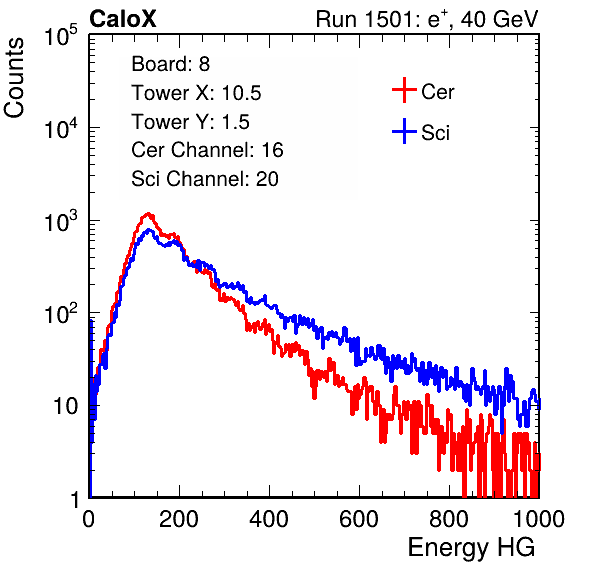 CaloX Run 1501: e⁺, 40 GeV
Counts
10⁵
10⁴
10³
10²
10
1
Board: 8
Tower X: 10.5
Tower Y: 1.5
Cer Channel: 16
Sci Channel: 20
Cer
Sci
0 200 400 600 800 1000
Energy HG